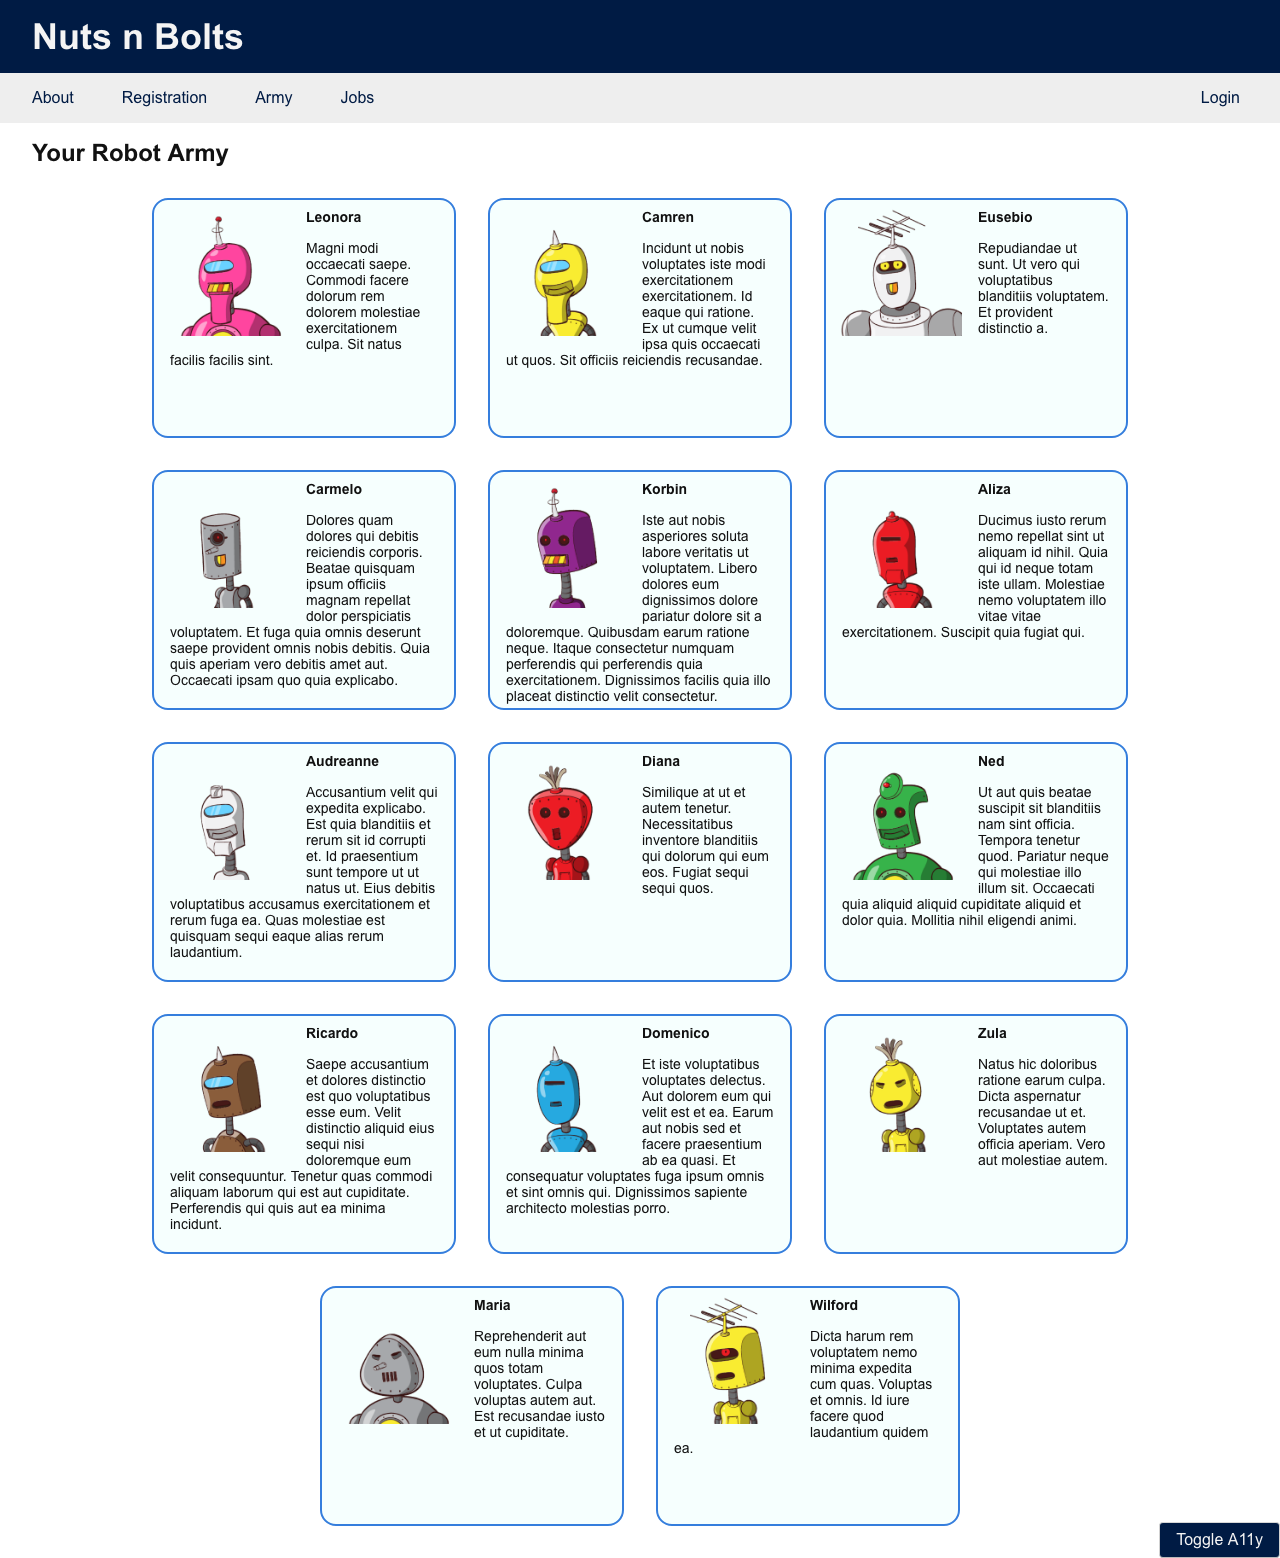 Nuts n Bolts
About Registration Army Jobs Login
Your Robot Army
Leonora
Magni modi
occaecati saepe.
Commodi facere
dolorum rem
dolorem molestiae
exercitationem
culpa. Sit natus
facilis facilis sint.
Camren
Incidunt ut nobis
voluptates iste modi
exercitationem
exercitationem. Id
eaque qui ratione.
Ex ut cumque velit
ipsa quis occaecati
ut quos. Sit officiis reiciendis recusandae.
Eusebio
Repudiandae ut
sunt. Ut vero qui
voluptatibus
blanditiis voluptatem.
Et provident
distinctio a.
Carmelo
Dolores quam
dolores qui debitis
reiciendis corporis.
Beatae quisquam
ipsum officiis
magnam repellat
dolor perspiciatis
voluptatem. Et fuga quia omnis deserunt
saepe provident omnis nobis debitis. Quia
quis aperiam vero debitis amet aut.
Occaecati ipsam quo quia explicabo.
Korbin
Iste aut nobis
asperiores soluta
labore veritatis ut
voluptatem. Libero
dolores eum
dignissimos dolore
pariatur dolore sit a
doloremque. Quibusdam earum ratione
neque. Itaque consectetur numquam
perferendis qui perferendis quia
exercitationem. Dignissimos facilis quia illo
placeat distinctio velit consectetur.
Aliza
Ducimus iusto rerum
nemo repellat sint ut
aliquam id nihil. Quia
qui id neque totam
iste ullam. Molestiae
nemo voluptatem illo
vitae vitae
exercitationem. Suscipit quia fugiat qui.
Audreanne
Accusantium velit qui
expedita explicabo.
Est quia blanditiis et
rerum sit id corrupti
et. Id praesentium
sunt tempore ut ut
natus ut. Eius debitis
voluptatibus accusamus exercitationem et
rerum fuga ea. Quas molestiae est
quisquam sequi eaque alias rerum
laudantium.
Diana
Similique at ut et
autem tenetur.
Necessitatibus
inventore blanditiis
qui dolorum qui eum
eos. Fugiat sequi
sequi quos.
Ned
Ut aut quis beatae
suscipit sit blanditiis
nam sint officia.
Tempora tenetur
quod. Pariatur neque
qui molestiae illo
illum sit. Occaecati
quia aliquid aliquid cupiditate aliquid et
dolor quia. Mollitia nihil eligendi animi.
Ricardo
Saepe accusantium
et dolores distinctio
est quo voluptatibus
esse eum. Velit
distinctio aliquid eius
sequi nisi
doloremque eum
velit consequuntur. Tenetur quas commodi
aliquam laborum qui est aut cupiditate.
Perferendis qui quis aut ea minima
incidunt.
Domenico
Et iste voluptatibus
voluptates delectus.
Aut dolorem eum qui
velit est et ea. Earum
aut nobis sed et
facere praesentium
ab ea quasi. Et
consequatur voluptates fuga ipsum omnis
et sint omnis qui. Dignissimos sapiente
architecto molestias porro.
Zula
Natus hic doloribus
ratione earum culpa.
Dicta aspernatur
recusandae ut et.
Voluptates autem
officia aperiam. Vero
aut molestiae autem.
Maria
Reprehenderit aut
eum nulla minima
quos totam
voluptates. Culpa
voluptas autem aut.
Est recusandae iusto
et ut cupiditate.
Wilford
Dicta harum rem
voluptatem nemo
minima expedita
cum quas. Voluptas
et omnis. Id iure
facere quod
laudantium quidem
ea.
Toggle A11y